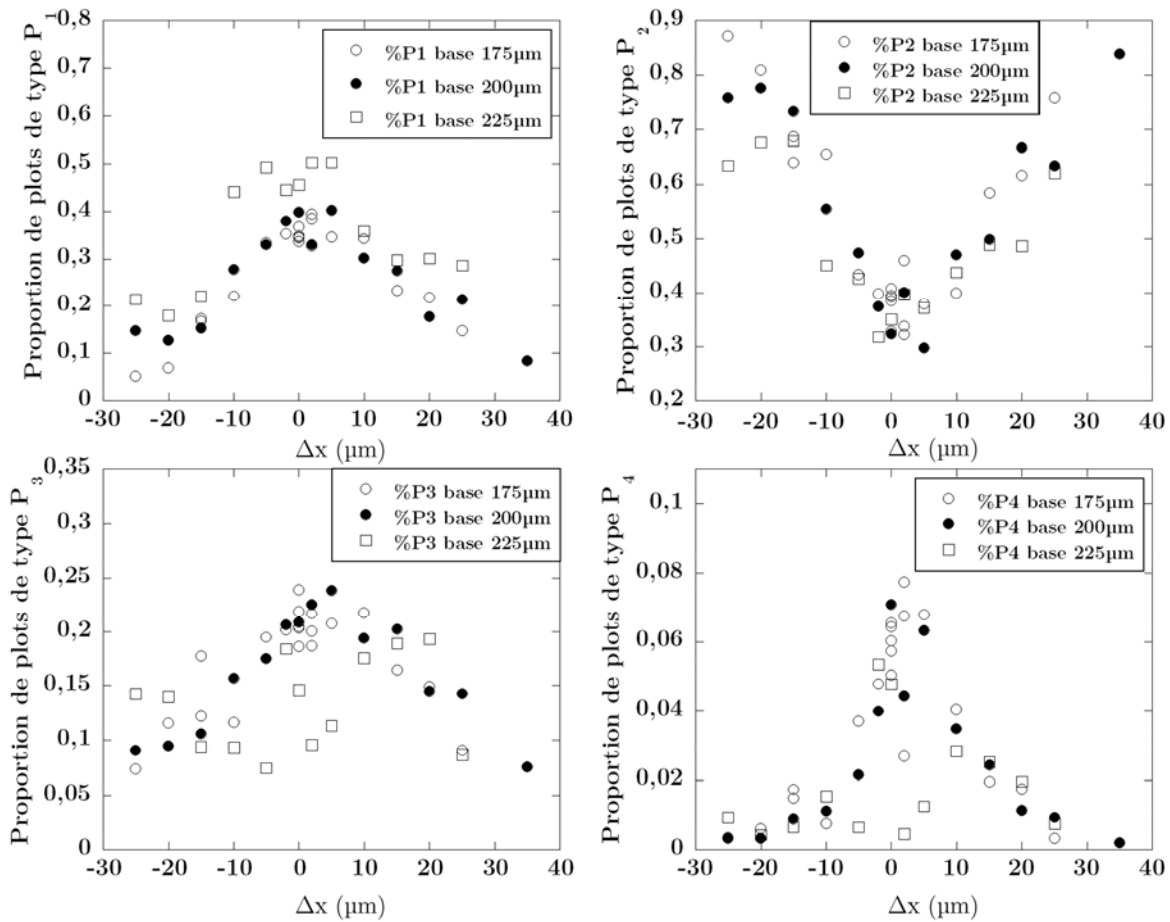 Proportion de plots de type P1
0,8
0,7
0,6
0,5
0,4
0,3
0,2
0,1
0
%P1 base 175µm
%P1 base 200µm
%P1 base 225µm
-30 -20 -10 0 10 20 30 40
Δx (µm)
Proportion de plots de type P2
0,9
0,8
0,7
0,6
0,5
0,4
0,3
0,2
%P2 base 175µm
%P2 base 200µm
%P2 base 225µm
-30 -20 -10 0 10 20 30 40
Δx (µm)
Proportion de plots de type P3
0,35
0,3
0,25
0,2
0,15
0,1
0,05
0
%P3 base 175µm
%P3 base 200µm
%P3 base 225µm
-30 -20 -10 0 10 20 30 40
Δx (µm)
Proportion de plots de type P4
0,1
0,08
0,06
0,04
0,02
0
%P4 base 175µm
%P4 base 200µm
%P4 base 225µm
-30 -20 -10 0 10 20 30 40
Δx (µm)